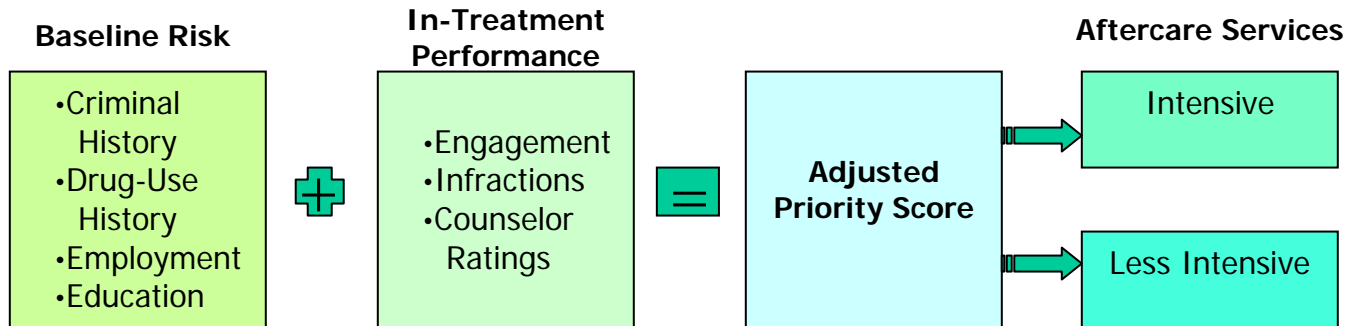 Baseline Risk
•Criminal
History
•Drug-Use
History
•Employment
•Education
+
In-Treatment
Performance
•Engagement
•Infractions
•Counselor
Ratings
=
Adjusted
Priority Score
Aftercare Services
Intensive
Less Intensive